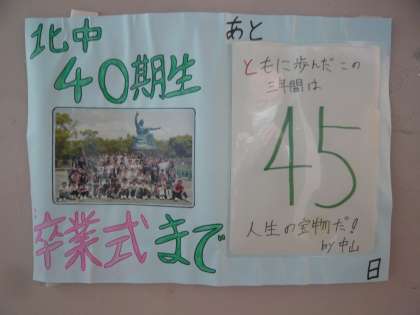 北中
40期生
卒業式まで
あと
ともに歩んだこの
三年間は
45
人生の宝物だ!
by 中山
日